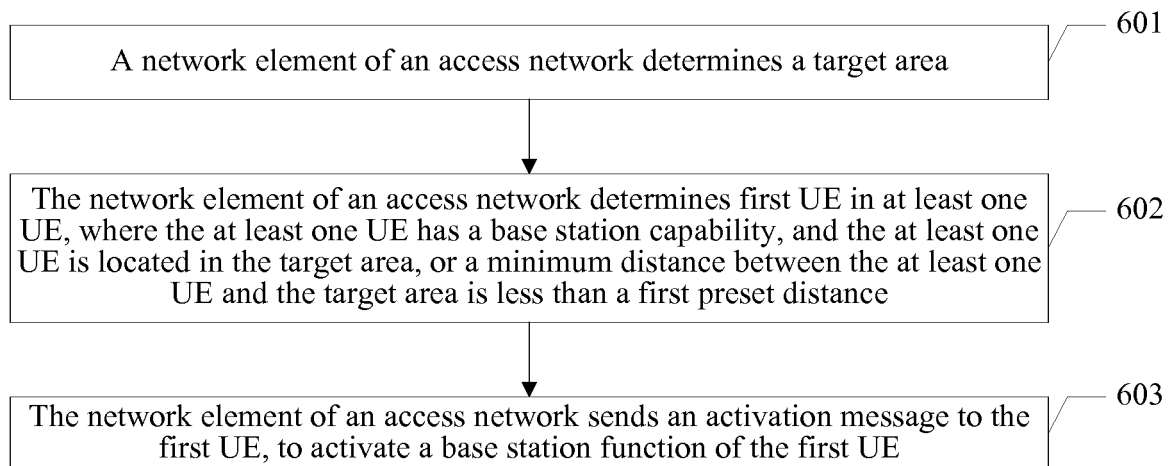 601
A network element of an access network determines a target area
The network element of an access network determines first UE in at least one
UE, where the at least one UE has a base station capability, and the at least one
UE is located in the target area, or a minimum distance between the at least one
UE and the target area is less than a first preset distance
602
The network element of an access network sends an activation message to the
first UE, to activate a base station function of the first UE
603